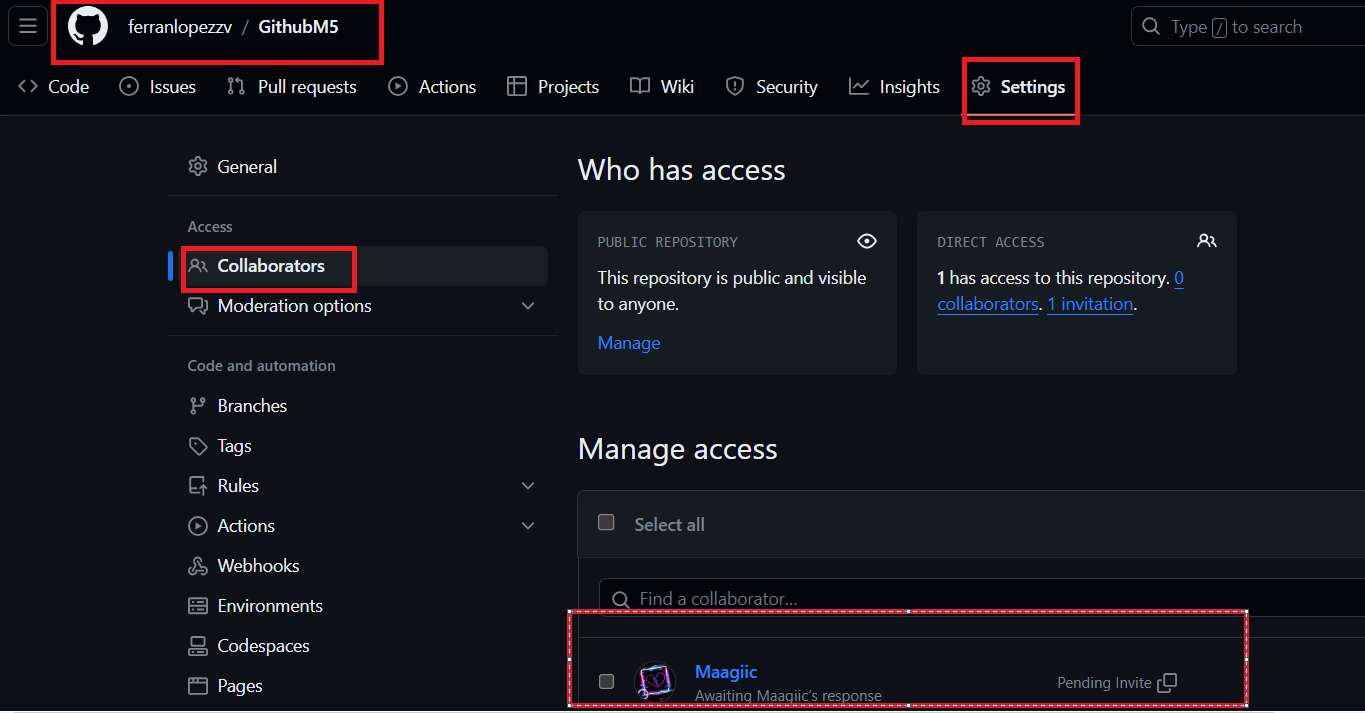 ferranlopezzv / GithubM5
Type / to search
Code Issues Pull requests Actions Projects Wiki Security Insights Settings
General
Access
Collaborators
Moderation options
Code and automation
Branches
Tags
Rules
Actions
Webhooks
Environments
Codespaces
Pages
Who has access
PUBLIC REPOSITORY
This repository is public and visible
to anyone.
Manage
DIRECT ACCESS
1 has access to this repository. 0
collaborators. 1 invitation.
Manage access
Select all
Find a collaborator...
Maagiic
Awaiting Maagiic's response
Pending Invite